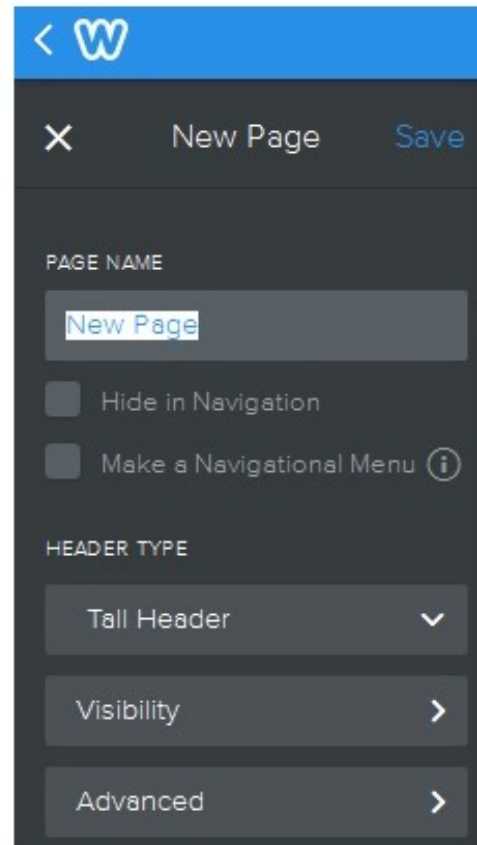 W
New Page Save
PAGE NAME
New Page
Hide in Navigation
Make a Navigational Menu i
HEADER TYPE
Tall Header
Visibility
Advanced